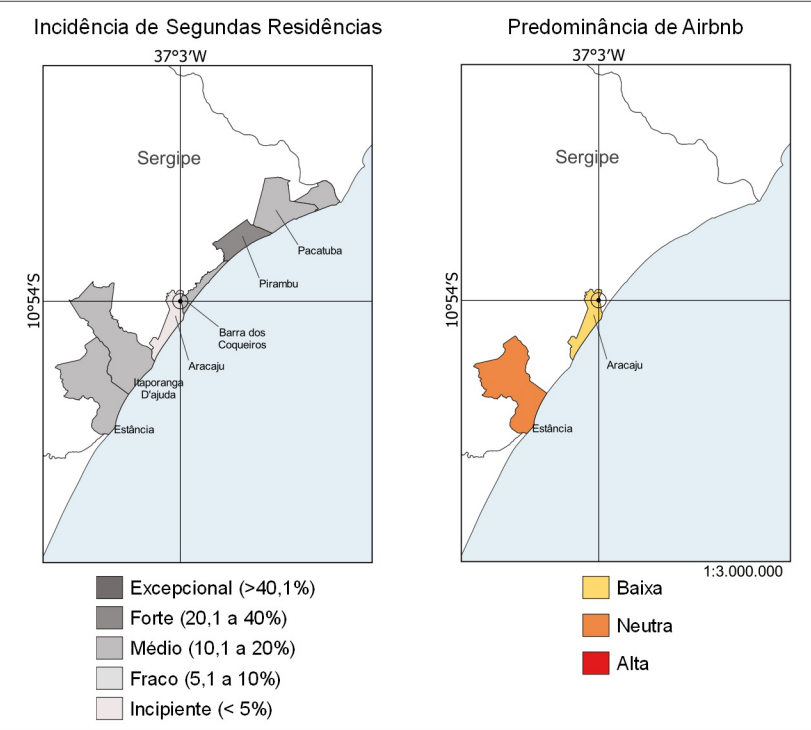 Incidência de Segundas Residências
37°3'W
Sergipe
Pacatuba
Pirambu
10°54'S
Barra dos
Coqueiros
Aracaju
Itaporanga
D'ajuda
Estância
Excepcional (>40,1%)
Forte (20,1 a 40%)
Médio (10,1 a 20%)
Fraco (5,1 a 10%)
Incipiente (< 5%)
Predominância de Airbnb
37°3'W
Sergipe
10°54'S
Aracaju
Estância
1:3.000.000
Baixa
Neutra
Alta